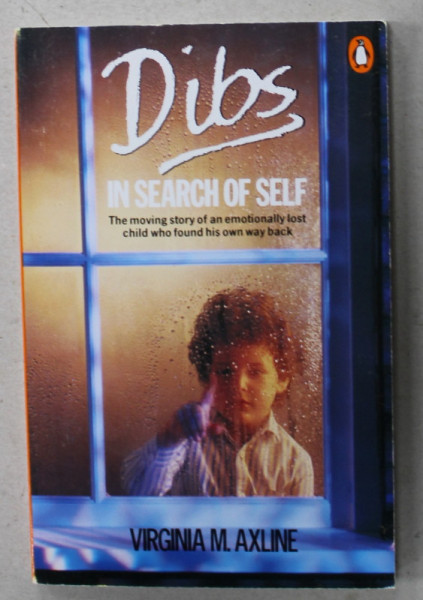 Dibs
IN SEARCH OF SELF
The moving story of an emotionally lost
child who found his own way back
VIRGINIA M. AXLINE